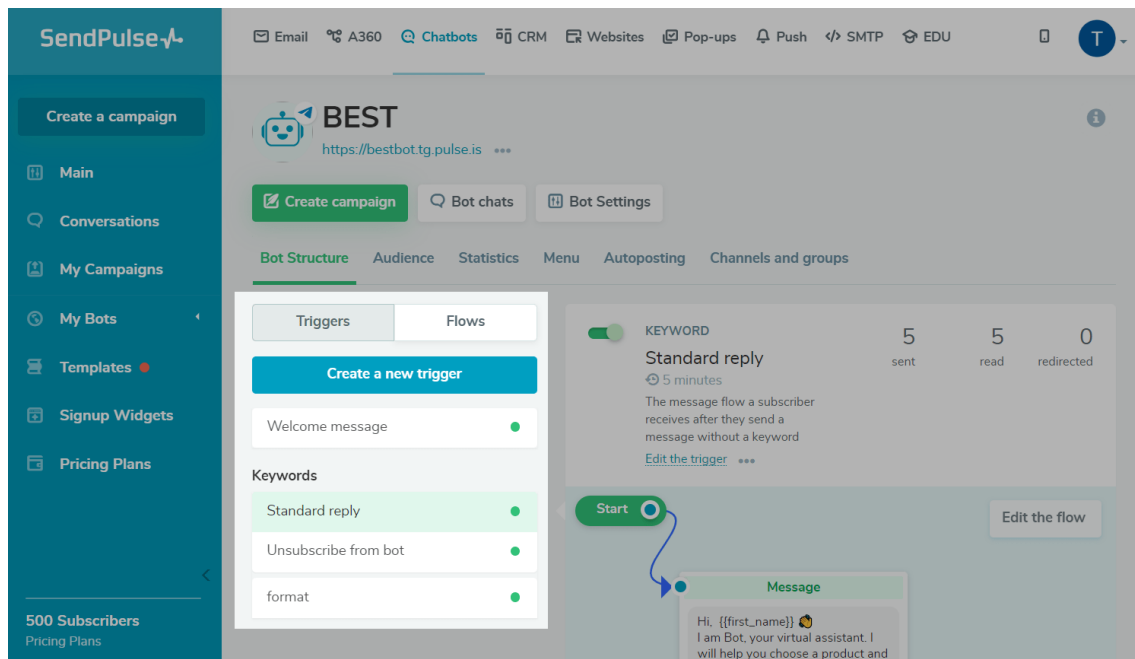 SendPulse
Email A360 Chatbots CRM Websites Pop-ups Push SMTP EDU T
Create a campaign
Main
Conversations
My Campaigns
My Bots
Templates
Signup Widgets
Pricing Plans
500 Subscribers
Pricing Plans
BEST
https://bestbot.tg.pulse.is
Create campaign Bot chats Bot Settings
Bot Structure Audience Statistics Menu Autoposting Channels and groups
Triggers Flows
Create a new trigger
Welcome message
Keywords
Standard reply
Unsubscribe from bot
format
KEYWORD
Standard reply
5 minutes
The message flow a subscriber
receives after they send a
message without a keyword
Edit the trigger
5 5 0
sent read redirected
Start
Edit the flow
Message
Hi, {{first_name}} 👏
I am Bot, your virtual assistant. I
will help you choose a product and